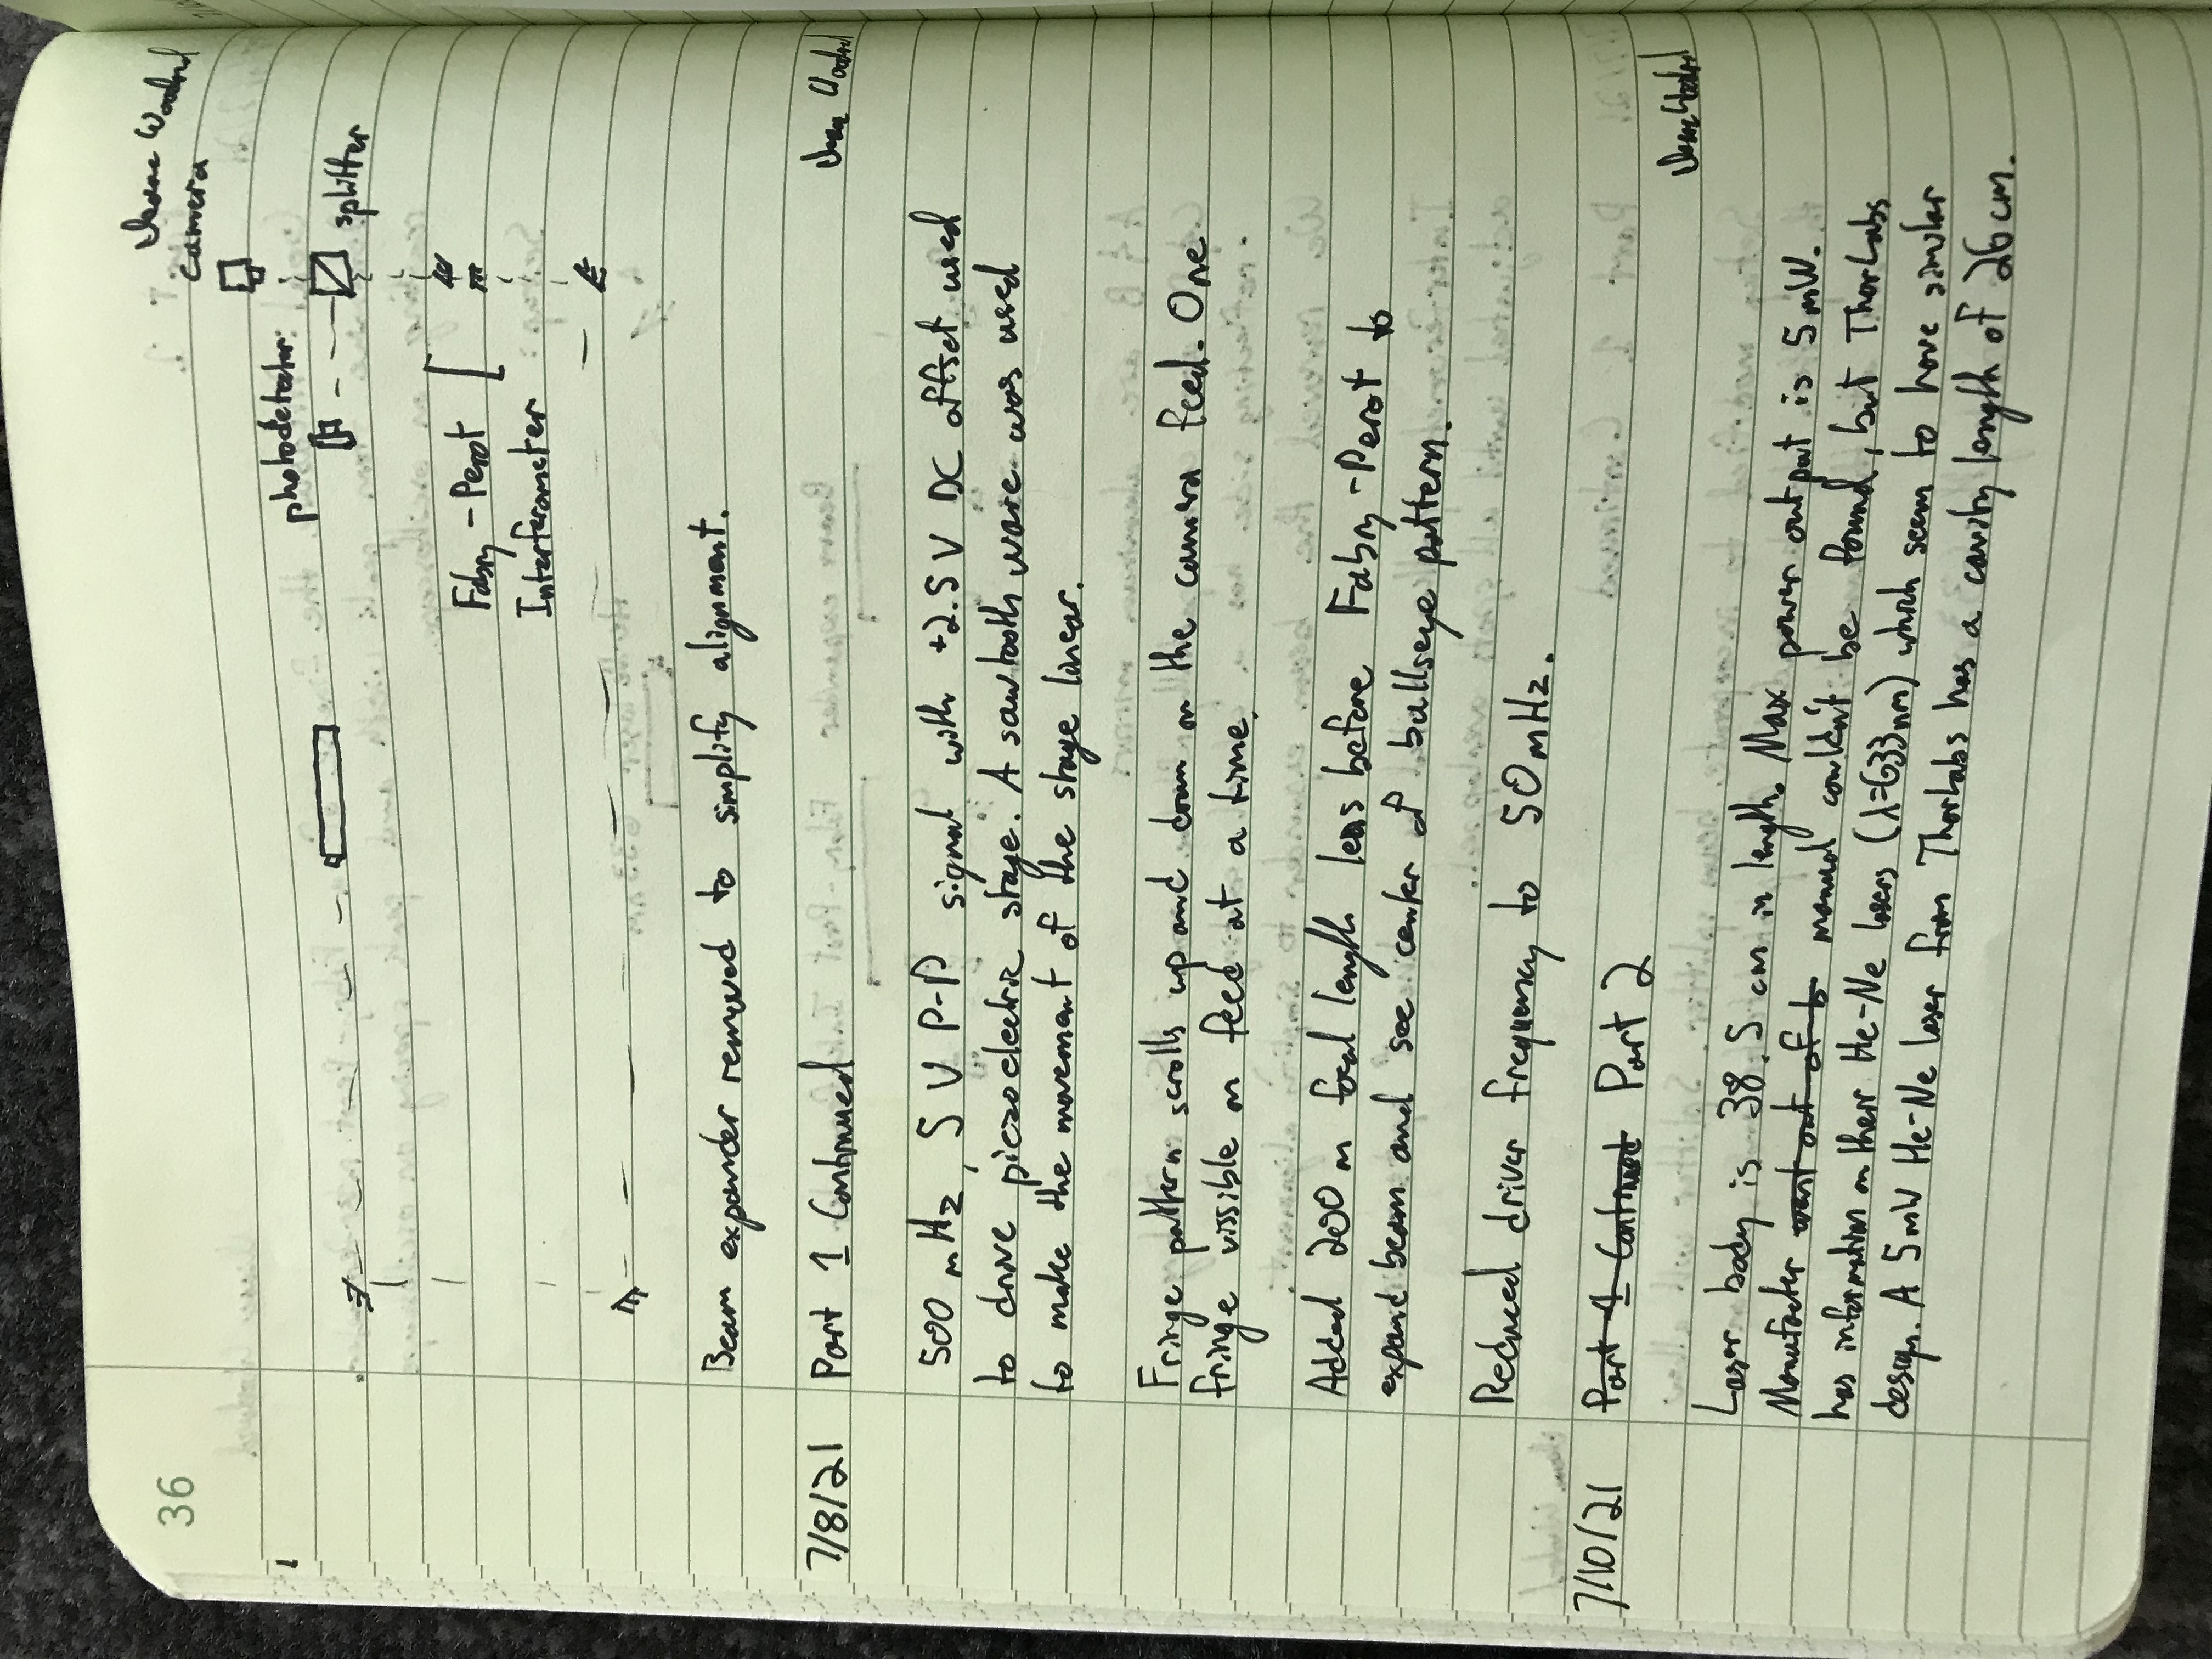 36
camera
photodetector
splitter
Fabry-Perot
Interferometer
Beam expander removed to simplify alignment.
7/8/21 Part 1 Continued
500 mHz, 5 V P-P signal with +2.5 V DC offset used
to drive piezoelectric stage. A sawtooth wave was used
to make the movement of the stage linear.
Fringe pattern scrolls up and down on the camera feed. One
fringe vissible on feed at a time.
Added 200 m focal length lens before Fabry-Perot to
expand beam and see center of bullseye pattern.
Reduced driver frequency to 50 mHz.
7/10/21 Part 1 Continued Part 2
Laser body is 38.5 cm in length. Max power output is 5 mW.
Manufacter went out of b manual couldn't be found, but ThorLabs
has information on their He-Ne lasers (λ=633nm) which seem to have similar
design. A 5mW He-Ne laser from ThorLabs has a cavity length of 26 cm.